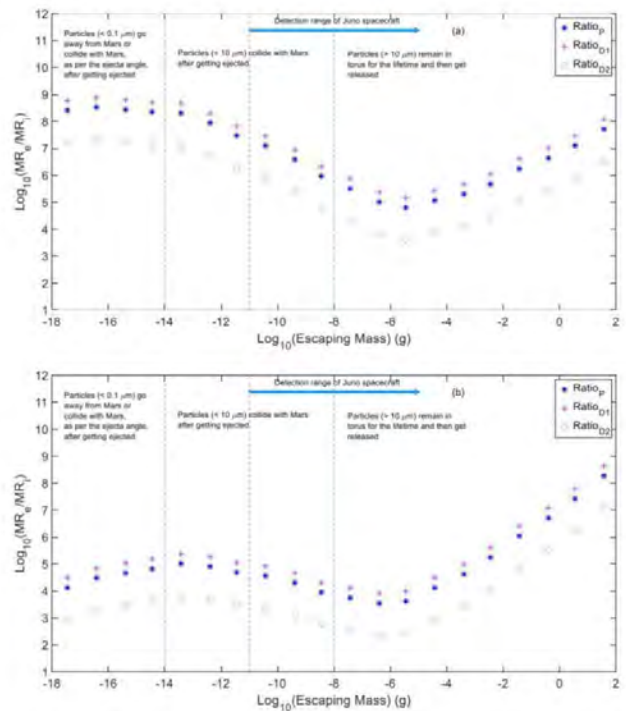 Detection range of Juno spacecraft
(a)
Particles (< 0.1 μm) go
away from Mars or
collide with Mars,
as per the ejecta angle,
after getting ejected
Particles (< 10 μm) collide with Mars
after getting ejected
Particles (> 10 μm) remain in
torus for the lifetime and then get
released
Ratio_P
Ratio_D1
Ratio_D2
12
11
10
9
8
7
6
5
4
3
2
1
Log10(MRe/MRi)
-18 -16 -14 -12 -10 -8 -6 -4 -2 0 2
Log10(Escaping Mass) (g)
Detection range of Juno spacecraft
(b)
Particles (< 0.1 μm) go
away from Mars or
collide with Mars,
as per the ejecta angle,
after getting ejected
Particles (< 10 μm) collide with Mars
after getting ejected.
Particles (> 10 μm) remain in
torus for the lifetime and then get
released
Ratio_P
Ratio_D1
Ratio_D2
12
11
10
9
8
7
6
5
4
3
2
1
Log10(MRe/MRi)
-18 -16 -14 -12 -10 -8 -6 -4 -2 0 2
Log10(Escaping Mass) (g)